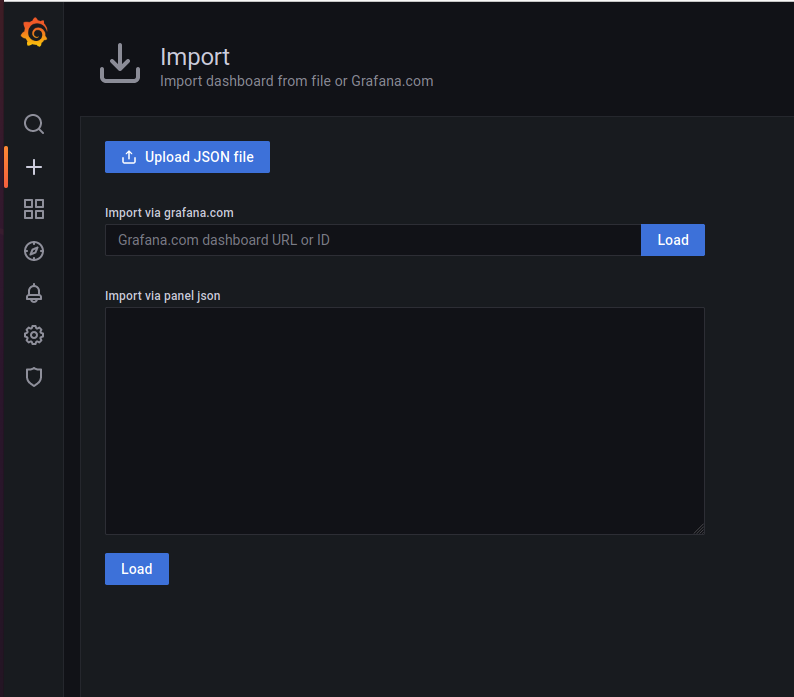 Import
Import dashboard from file or Grafana.com
Upload JSON file
Import via grafana.com
Grafana.com dashboard URL or ID
Load
Import via panel json
Load